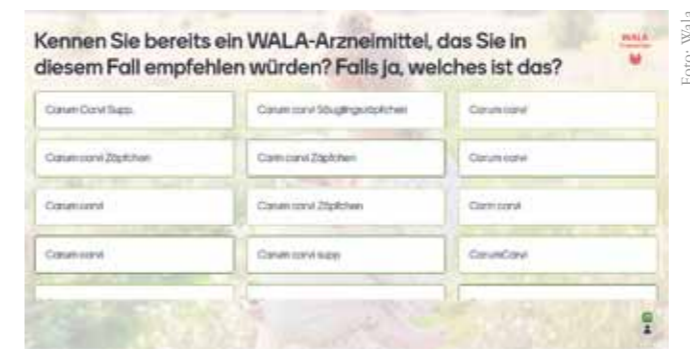 Kennen Sie bereits ein WALA-Arzneimittel, das Sie in
diesem Fall empfehlen würden? Falls ja, welches ist das?
WALA
Carum Carvi Supp.
Carum carvi Säuglingszäpfchen
Carum carvi
Carum carvi Zäpfchen
Carm carvi Zäpfchen
Carum carvi
Carum carvi
Carum carvi Zäpfchen
Carm carvi
Carum carvi
Carum carvi supp
CarumCarvi
Foto: Wala